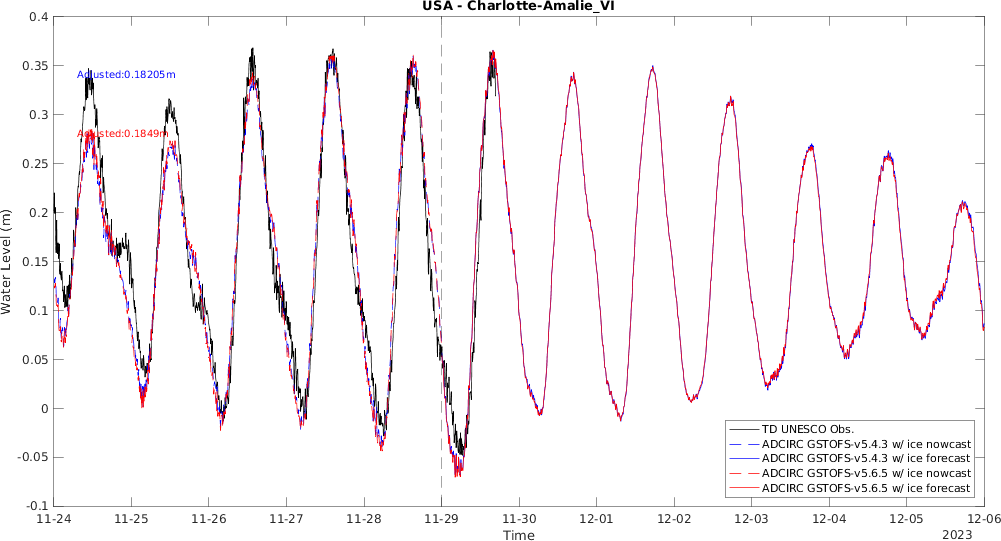 USA - Charlotte-Amalie_VI
0.4
0.35
0.3
0.25
0.2
0.15
0.1
0.05
0
-0.05
-0.1
Water Level (m)
Adjusted:0.18205m
Adjusted:0.1849m
TD UNESCO Obs.
ADCIRC GSTOFS-v5.4.3 w/ ice nowcast
ADCIRC GSTOFS-v5.4.3 w/ ice forecast
ADCIRC GSTOFS-v5.6.5 w/ ice nowcast
ADCIRC GSTOFS-v5.6.5 w/ ice forecast
11-24 11-25 11-26 11-27 11-28 11-29 11-30 12-01 12-02 12-03 12-04 12-05 12-06
Time
2023